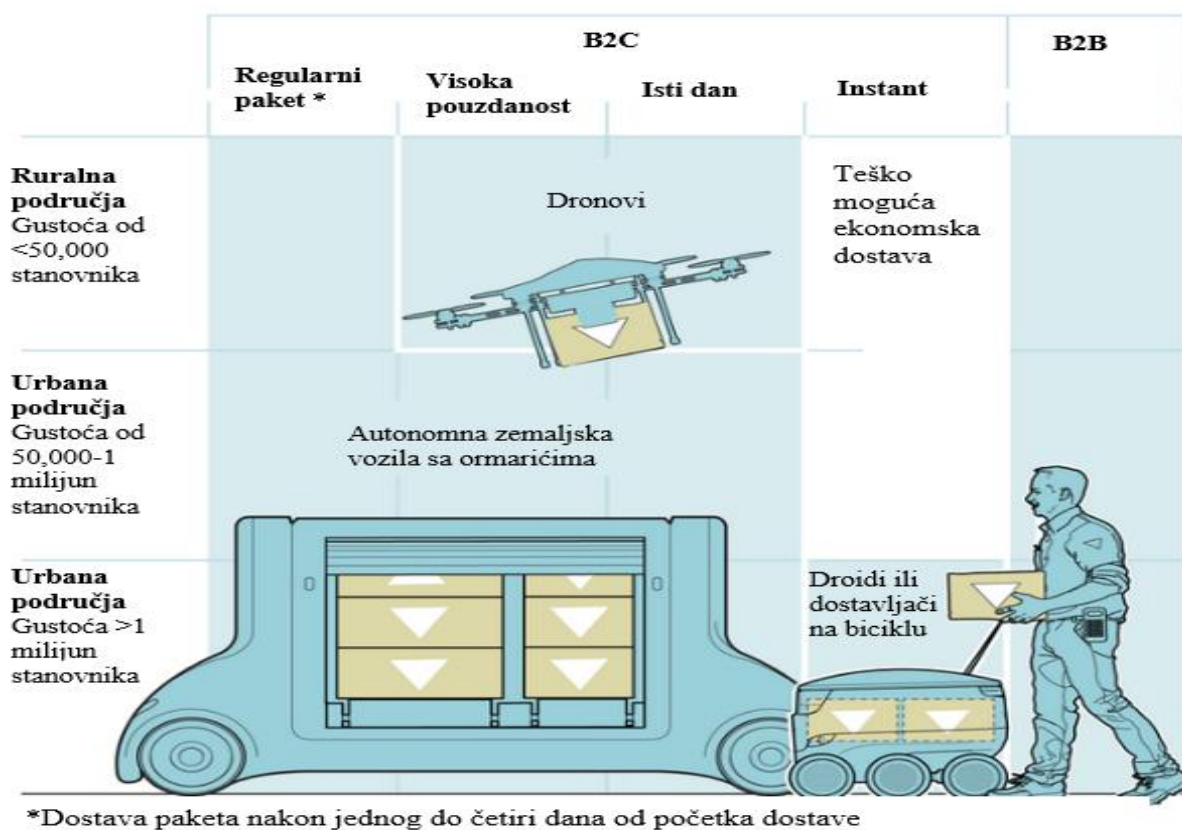 B2C
B2B
Regularni
paket *
Visoka
pouzdanost
Isti dan
Instant
Ruralna
područja
Gustoća od
<50,000
stanovnika
Dronovi
Teško
moguća
ekonomska
dostava
Urbana
područja
Gustoća od
50,000-1
milijun
stanovnika
Autonomna zemaljska
vozila sa ormarićima
Urbana
područja
Gustoća >1
milijun
stanovnika
Droidi ili
dostavljači
na biciklu
*Dostava paketa nakon jednog do četiri dana od početka dostave